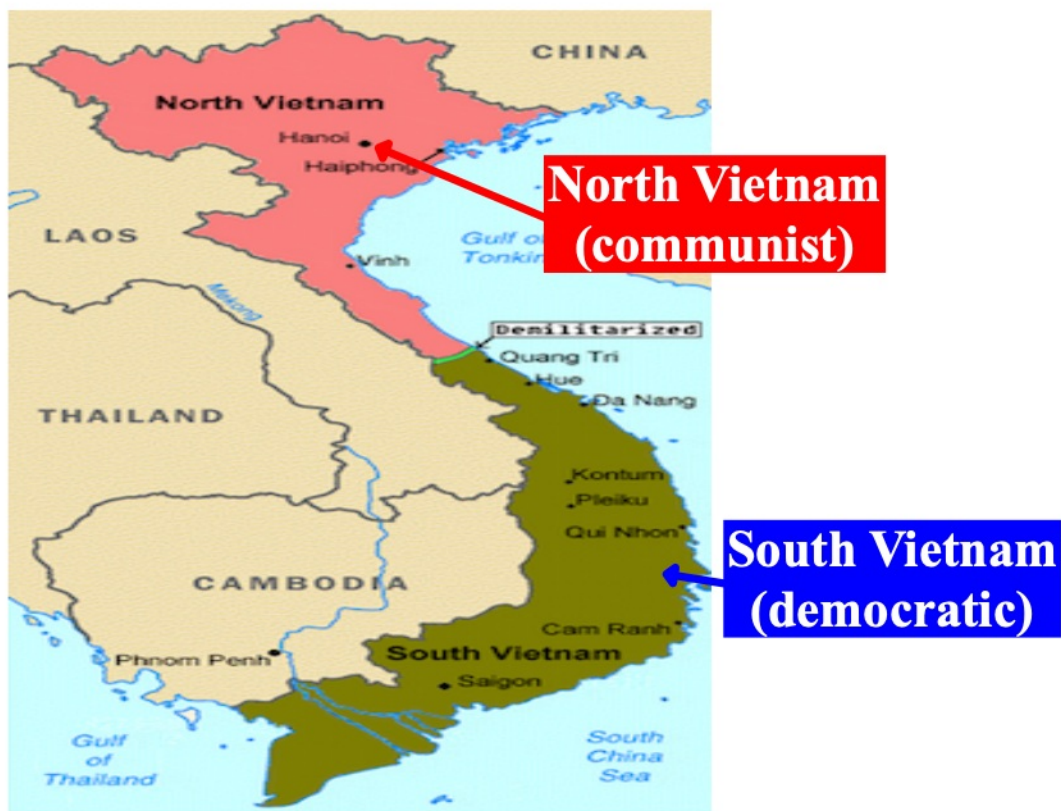 CHINA
North Vietnam
Hanoi
Haiphong
North Vietnam
(communist)
LAOS
Gulf of
Tonkin
Vinh
Mekong
Demilitarized
Quang Tri
Hue
Da Nang
THAILAND
Kontum
Pleiku
Qui Nhon
South Vietnam
(democratic)
CAMBODIA
Cam Ranh
South Vietnam
Phnom Penh
Saigon
Gulf
of
Thailand
South
China
Sea